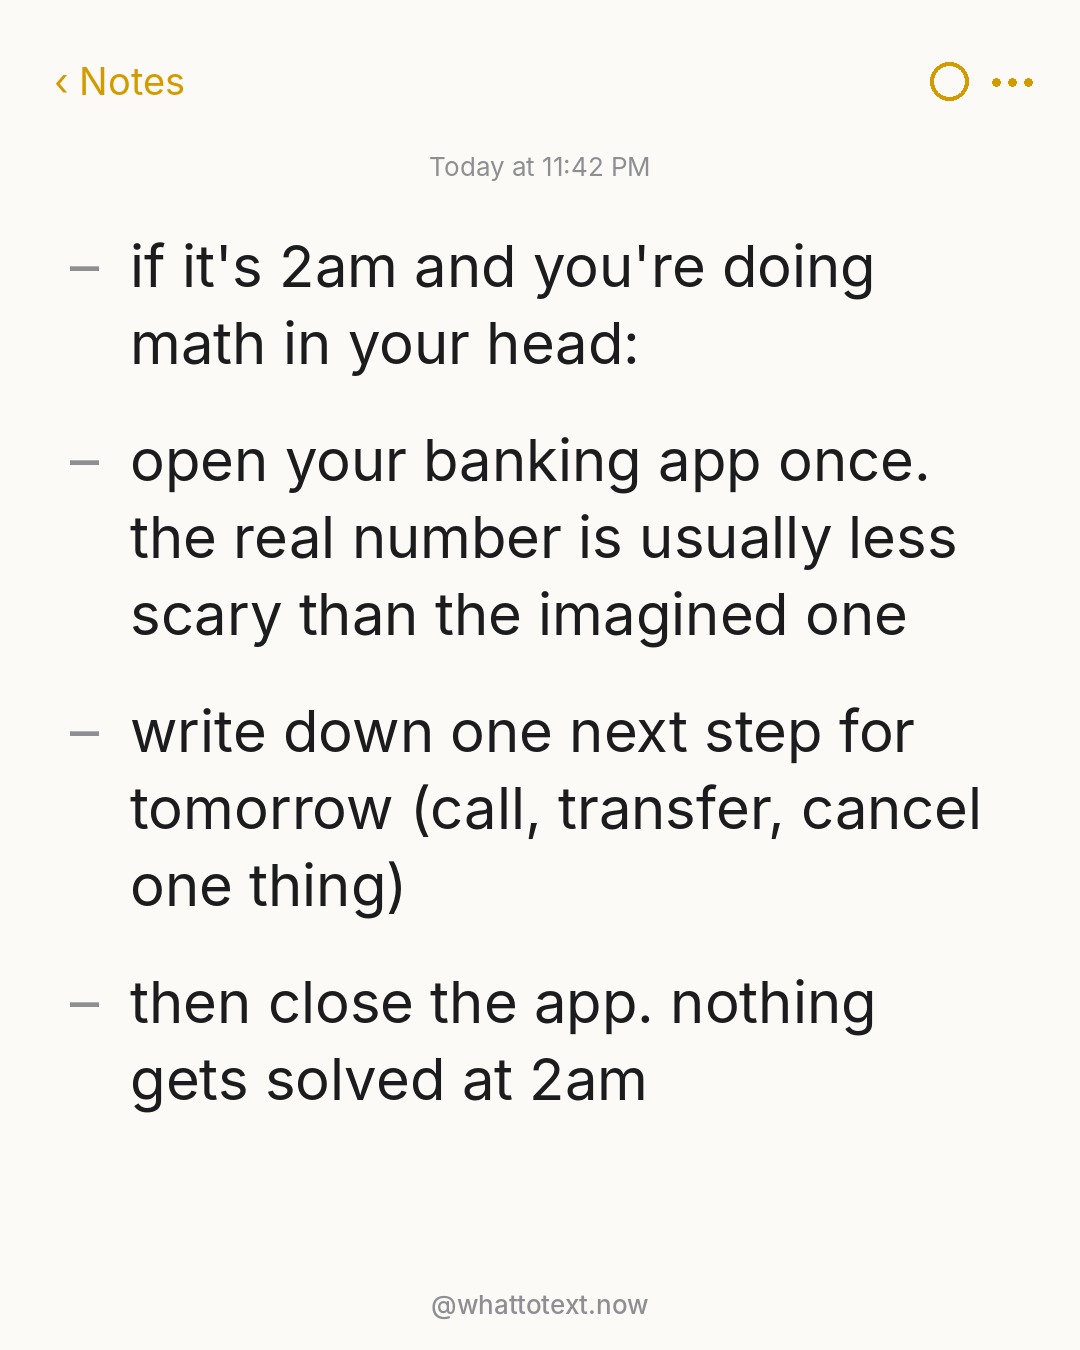 ‹ Notes
Today at 11:42 PM
– if it's 2am and you're doing
math in your head:
– open your banking app once.
the real number is usually less
scary than the imagined one
– write down one next step for
tomorrow (call, transfer, cancel
one thing)
– then close the app. nothing
gets solved at 2am
@whattotext.now